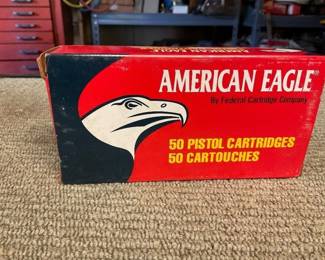 AMERICAN EAGLE®
By Federal Cartridge Company
50 PISTOL CARTRIDGES
50 CARTOUCHES